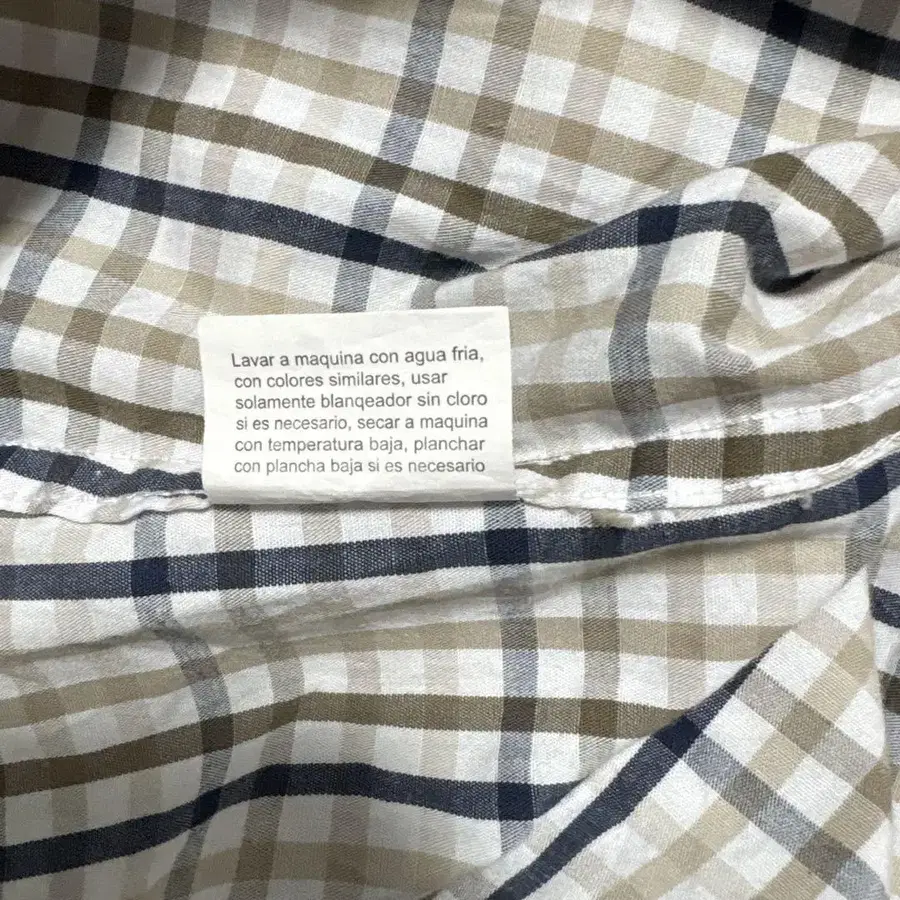 Lavar a maquina con agua fria,
con colores similares, usar
solamente blanqeador sin cloro
si es necesario, secar a maquina
con temperatura baja, planchar
con plancha baja si es necesario